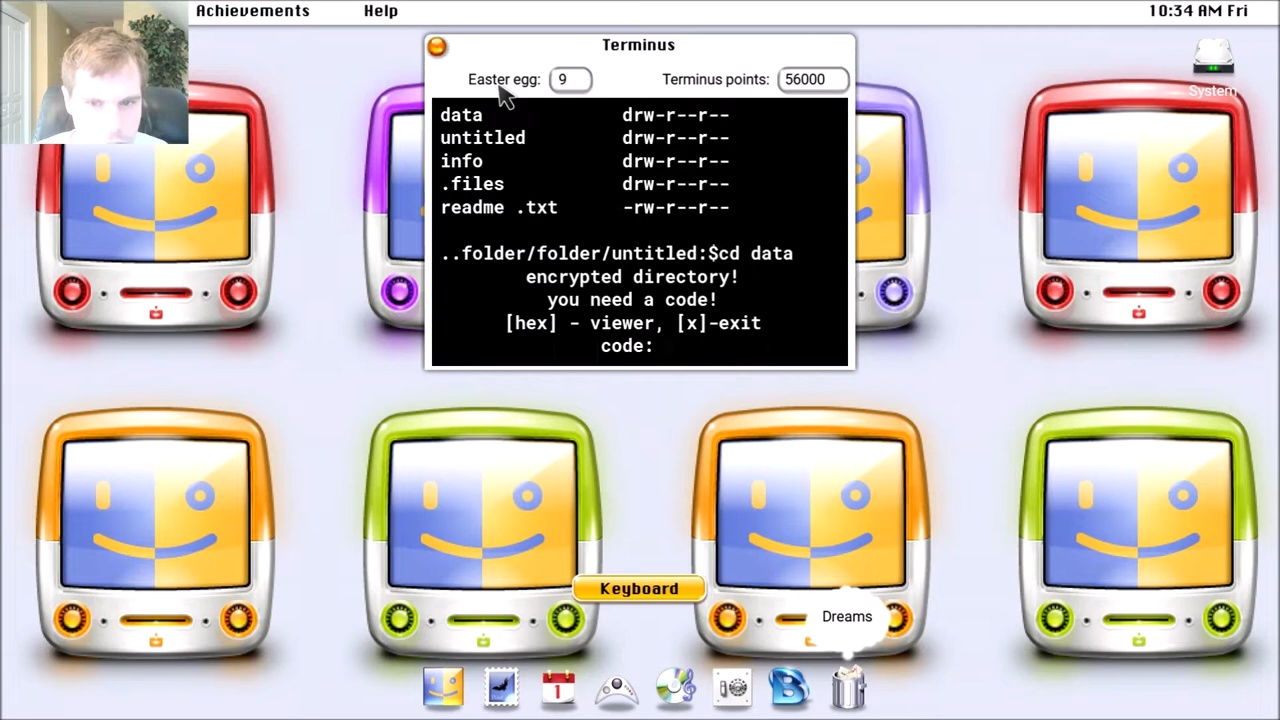 Achievements Help 10:34 AM Fri
Terminus
Easter egg: 9 Terminus points: 56000
System
data drw-r--r--
untitled drw-r--r--
info drw-r--r--
.files drw-r--r--
readme .txt -rw-r--r--
..folder/folder/untitled:$cd data
encrypted directory!
you need a code!
[hex] - viewer, [x]-exit
code:
Keyboard
Dreams
1
B